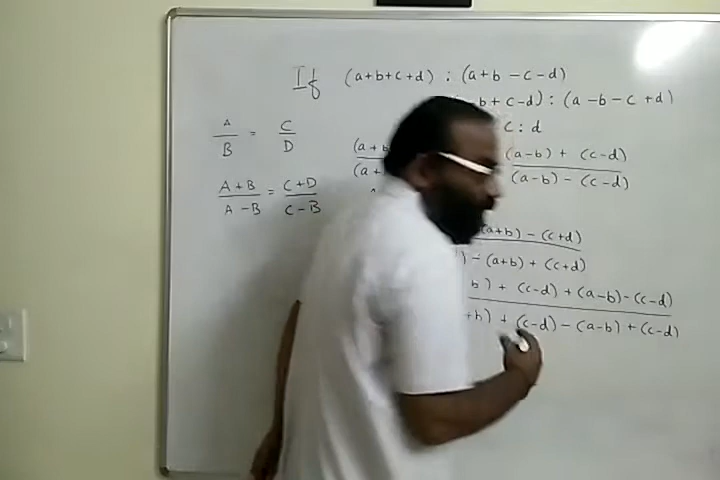 If (a+b+c+d) : (a+b -c-d)
b + c-d) : (a -b -c +d)
c : d
A/B = C/D
(a+b
(a+
(a-b) + (c-d)
(a-b) - (c-d)
A+B / A-B = C+D / C-B
(a+b) - (c+d)
) - (a+b) + (c+d)
b) + (c-d) + (a-b) - (c-d)
+b) + (c-d) - (a-b) + (c-d)